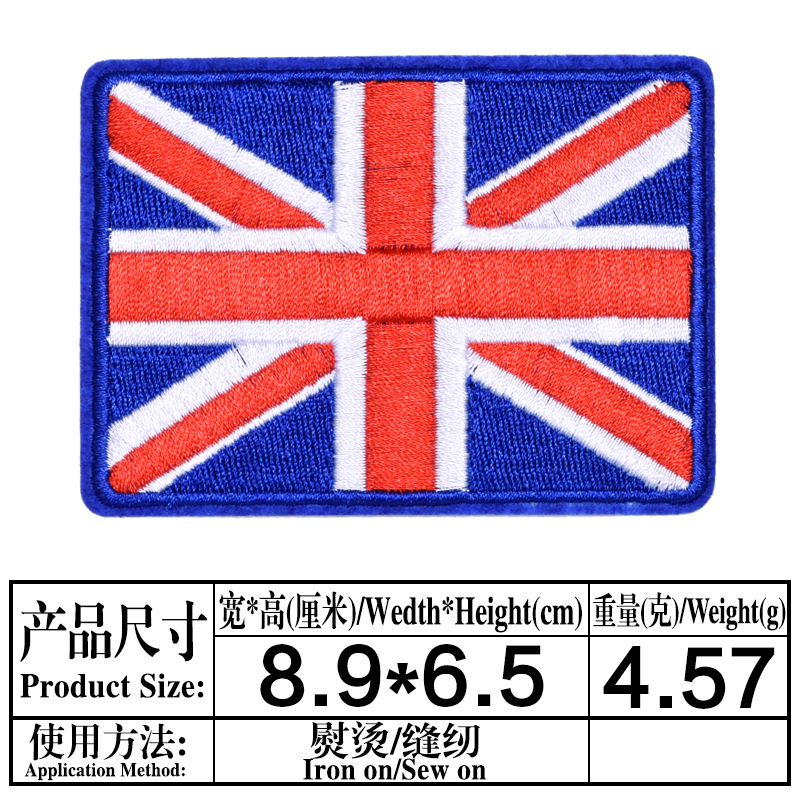 产品尺寸
Product Size:
宽*高(厘米)/Wedth*Height(cm)
重量(克)/Weight(g)
8.9*6.5
4.57
使用方法:
Application Method:
熨烫/缝纫
Iron on/Sew on